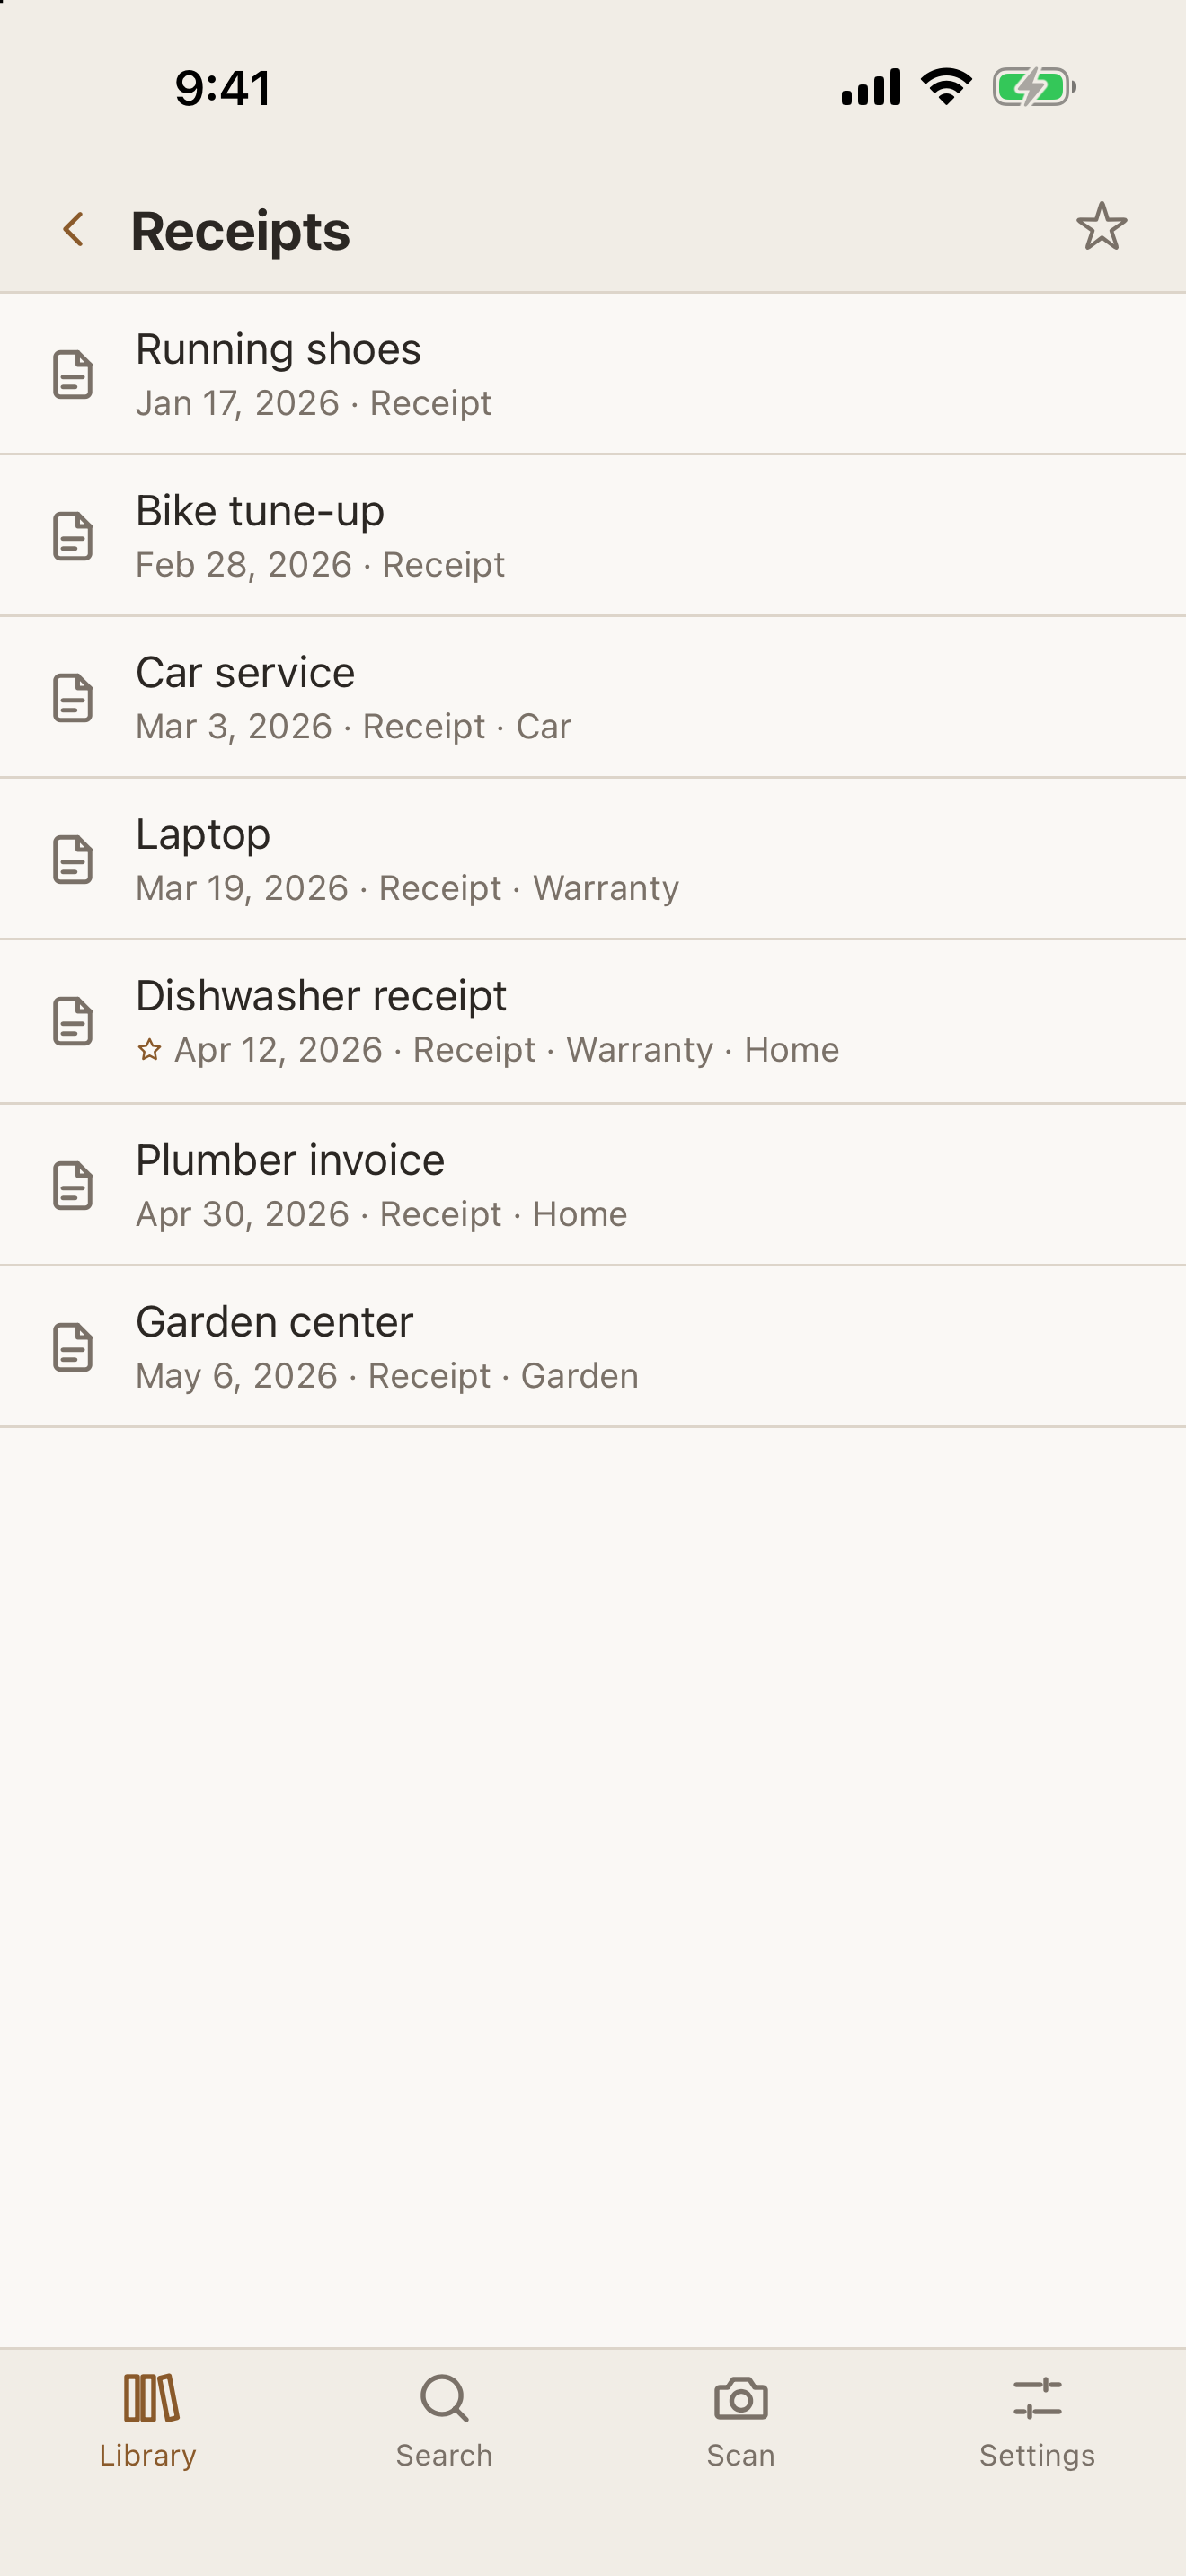 9:41
Receipts
Running shoes
Jan 17, 2026 · Receipt
Bike tune-up
Feb 28, 2026 · Receipt
Car service
Mar 3, 2026 · Receipt · Car
Laptop
Mar 19, 2026 · Receipt · Warranty
Dishwasher receipt
Apr 12, 2026 · Receipt · Warranty · Home
Plumber invoice
Apr 30, 2026 · Receipt · Home
Garden center
May 6, 2026 · Receipt · Garden
Library Search Scan Settings